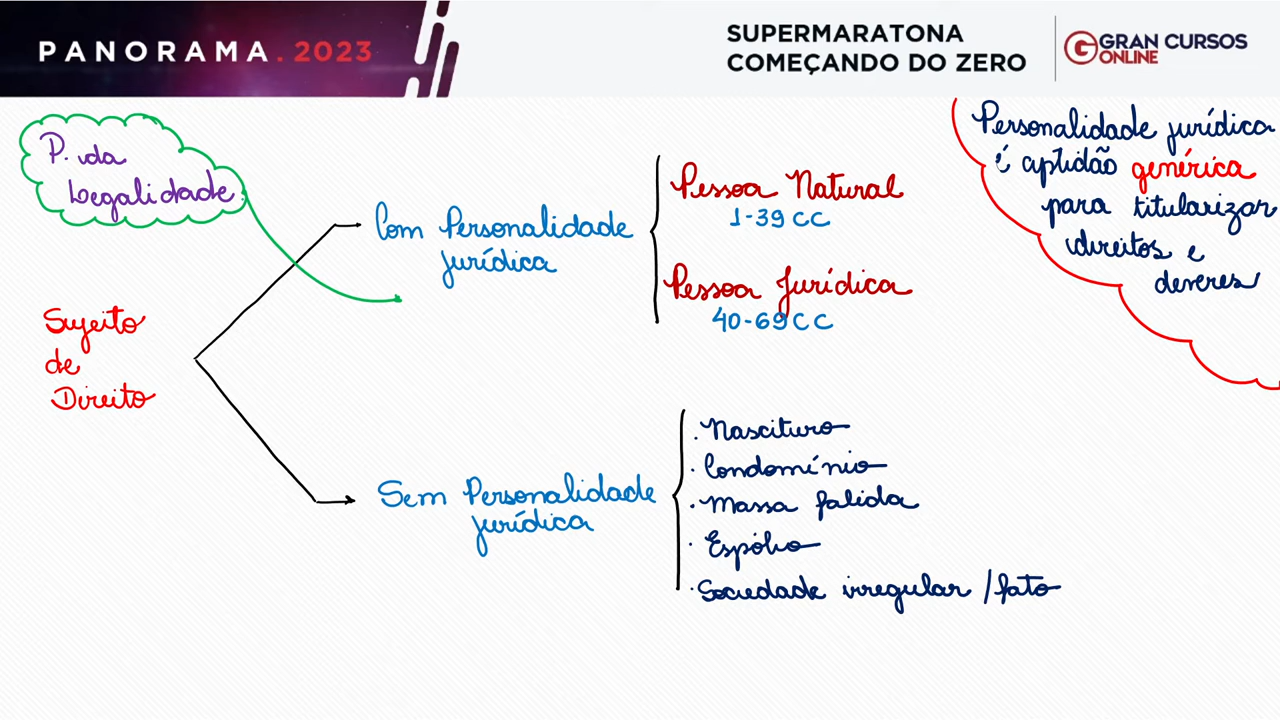 PANORAMA.2023
SUPERMARATONA
COMEÇANDO DO ZERO
GRAN CURSOS
ONLINE
P. da
Legalidade
Sujeito
de
Direito
Com Personalidade
jurídica
Pessoa Natural
1-39 CC
Pessoa Jurídica
40-69 CC
Personalidade jurídica
é aptidão genérica
para titularizar
direitos e
deveres
Sem Personalidade
jurídica
. Nascituro
. Condomínio
. Massa falida
. Espólio
. Sociedade irregular / fato